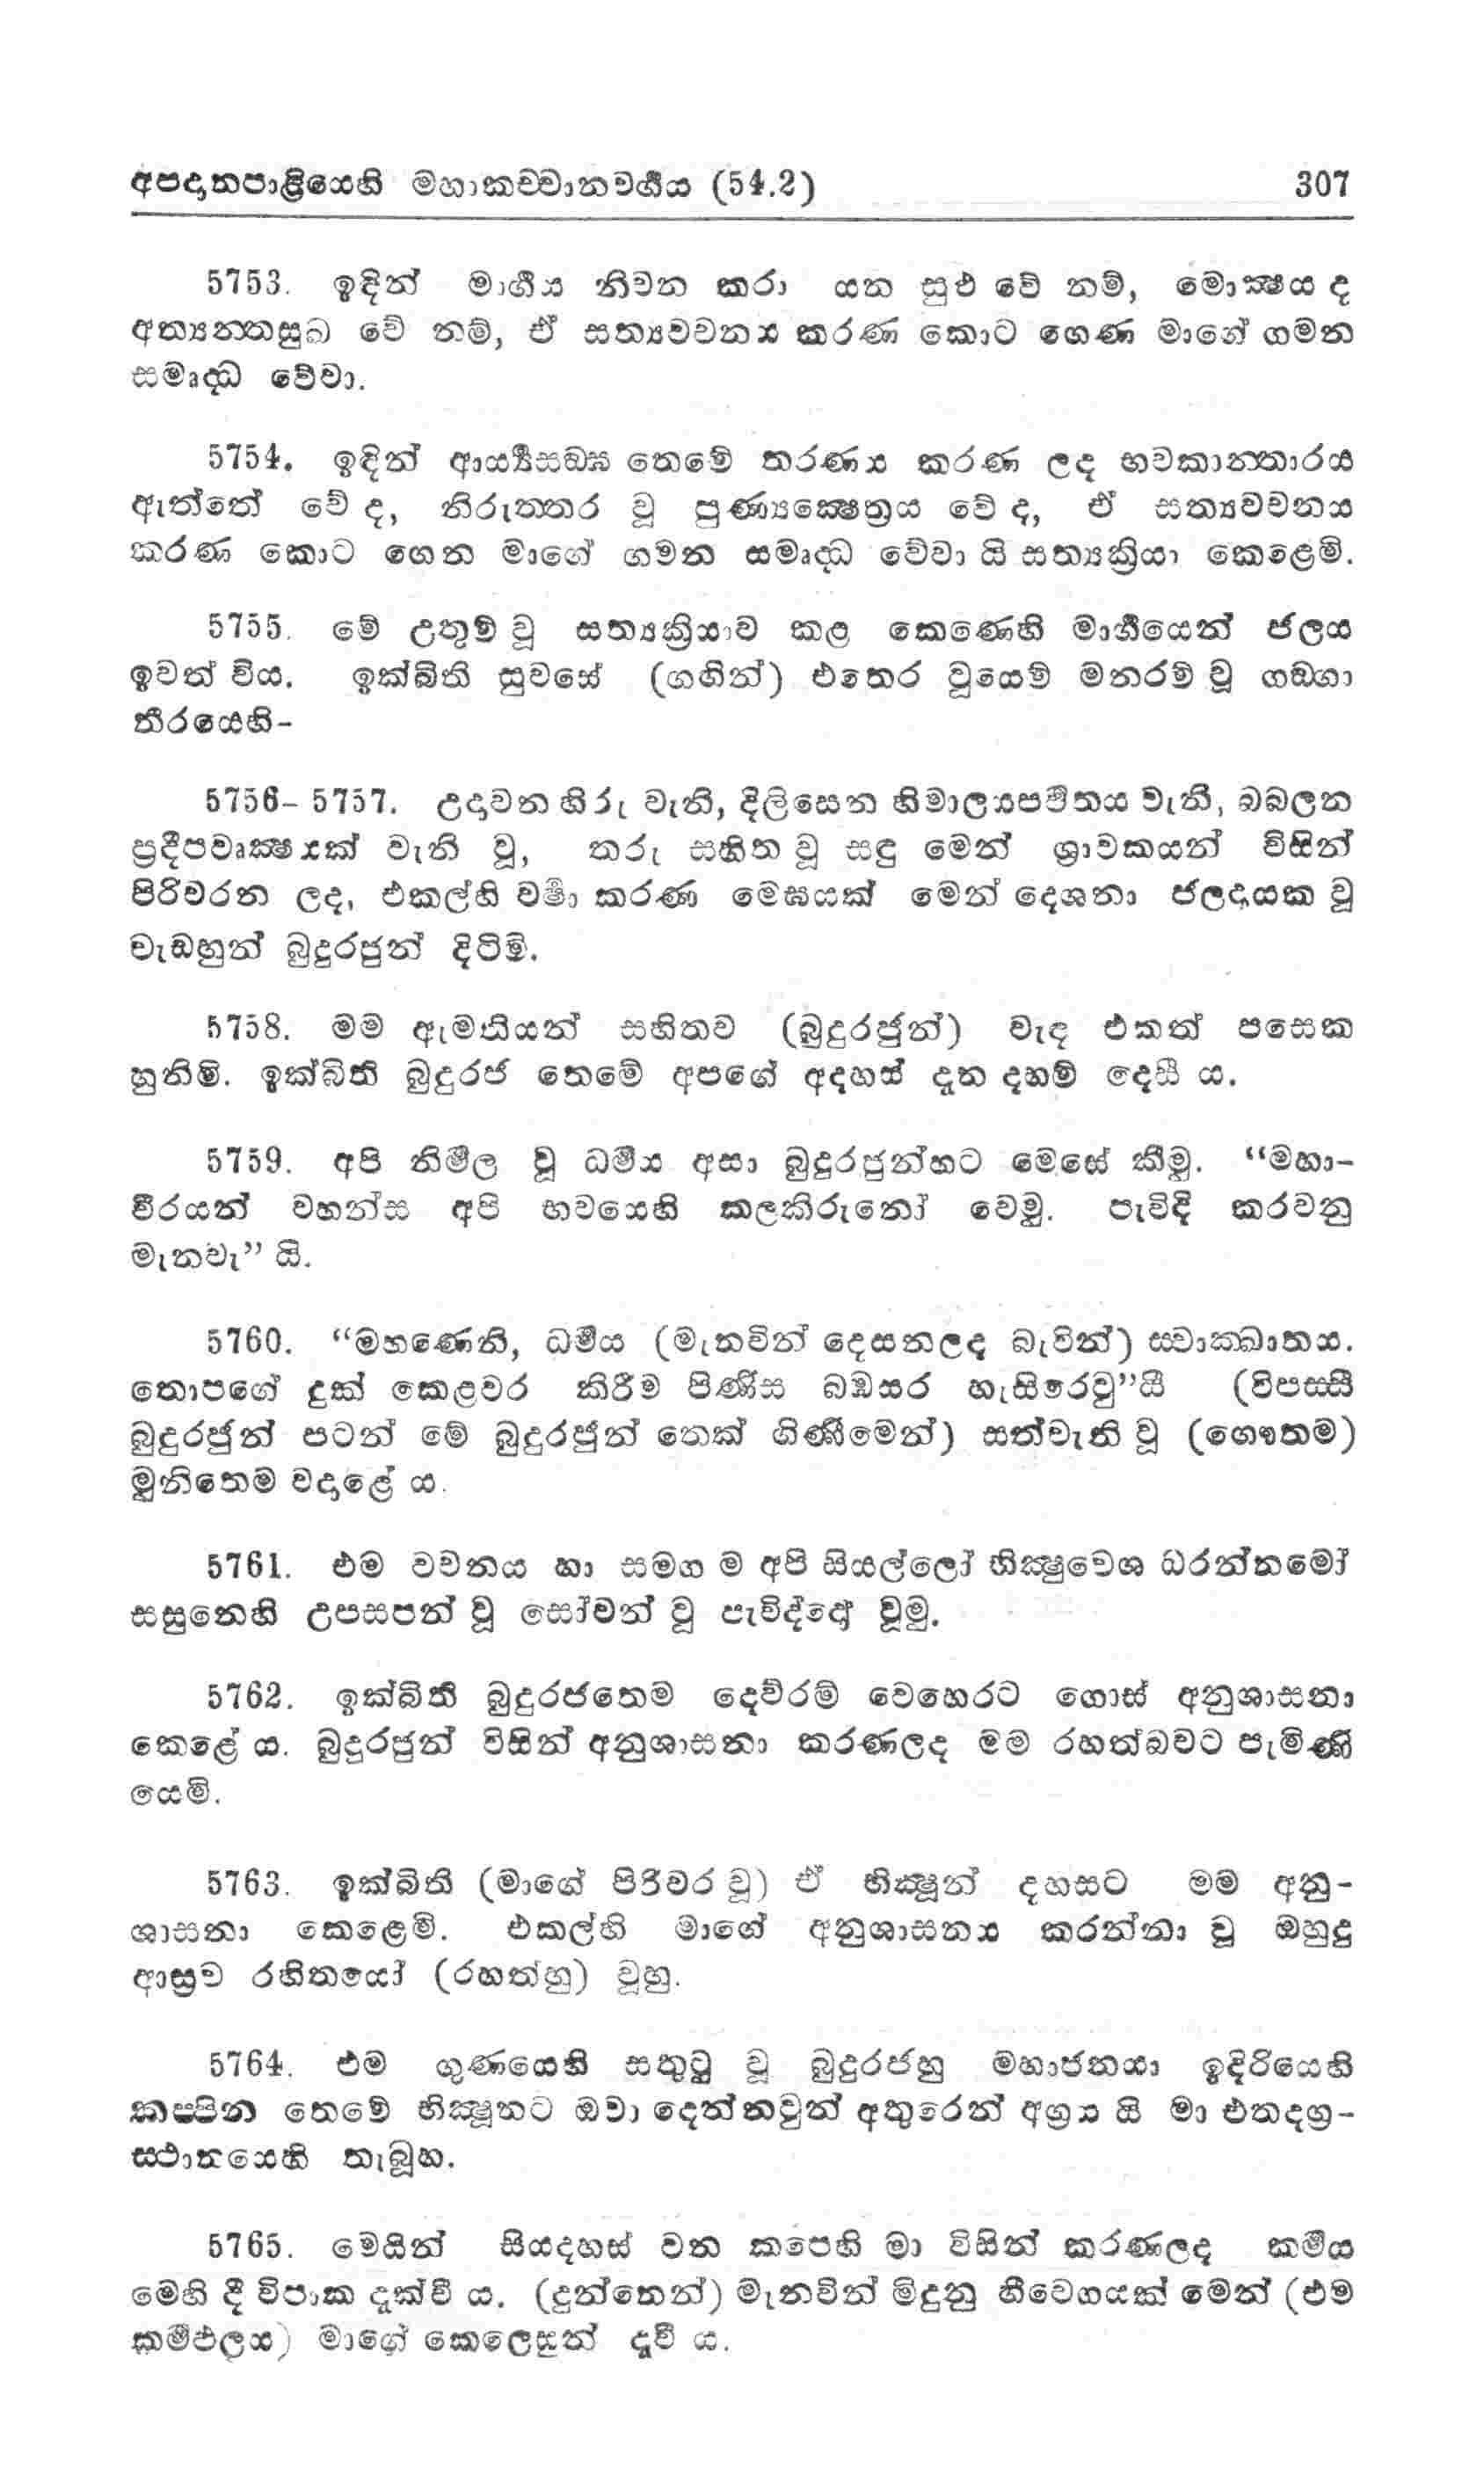 අපදානපාළියෙහි මහාකච්චානවර්‍ගය (54.2) 307
5753. ඉඳින් මාර්‍ගය නිවන කරා යන සුළු වේ නම්, මොක්‍ෂය ද
අත්‍යන්තසුඛ වේ නම්, ඒ සත්‍යවචනය කරණ කොට ගෙණ මාගේ ගමන
සමෘද්ධ වේවා.
5754. ඉඳින් ආර්‍ය්‍යසඞ්ඝ තෙමේ තරණය කරණ ලද භවකාන්තාරය
ඇත්තේ වේ ද, නිරුත්තර වූ පුණ්‍යක්‍ෂෙත්‍රය වේ ද, ඒ සත්‍යවචනය
කරණ කොට ගෙන මාගේ ගමන සමෘද්ධ වේවා යි සත්‍යක්‍රියා කෙළෙමි.
5755. මේ උතුම් වූ සත්‍යක්‍රියාව කළ කෙණෙහි මාර්‍ගයෙන් ජලය
ඉවත් විය. ඉක්බිති සුවසේ (ගඟින්) එතෙර වූයෙම් මනරම් වූ ගඞ්ගා
තීරයෙහි-
5756- 5757. උදාවන හිරු වැනි, දිලිසෙන හිමාලයපර්‍වතය වැනි, බබලන
ප්‍රදීපවෘක්‍ෂයක් වැනි වූ, තරු සහිත වූ සඳු මෙන් ශ්‍රාවකයන් විසින්
පිරිවරන ලද, එකල්හි වර්‍ෂා කරණ මෙඝයක් මෙන් දෙශනා ජලදායක වූ
වැඩහුන් බුදුරජුන් දිටිමි.
5758. මම ඇමතියන් සහිතව (බුදුරජුන්) වැඳ එකත් පසෙක
හුනිමි. ඉක්බිති බුදුරජ තෙමේ අපගේ අදහස් දැන දහම් දෙසී ය.
5759. අපි නිර්‍මල වූ ධර්‍මය අසා බුදුරජුන්හට මෙසේ කීමු. “මහා-
වීරයන් වහන්ස අපි භවයෙහි කලකිරුනෝ වෙමු. පැවිදි කරවනු
මැනවැ” යි.
5760. “මහණෙනි, ධර්‍මය (මැනවින් දෙසනලද බැවින්) ස්වාක්ඛාතය.
තොපගේ දුක් කෙළවර කිරීම පිණිස බඹසර හැසිරෙවු”යි (විපස්සී
බුදුරජුන් පටන් මේ බුදුරජුන් තෙක් ගිණීමෙන්) සත්වැනි වූ (ගෞතම)
මුනිතෙම වදාළේ ය.
5761. එම වචනය හා සමග ම අපි සියල්ලෝ භික්‍ෂුවෙශ ධරන්නමෝ
සසුනෙහි උපසපන් වූ සෝවන් වූ පැවිද්දෝ වූමු.
5762. ඉක්බිති බුදුරජතෙම දෙව්රම් වෙහෙරට ගොස් අනුශාසනා
කෙළේ ය. බුදුරජුන් විසින් අනුශාසනා කරණලද මම රහත්බවට පැමිණි
යෙමි.
5763. ඉක්බිති (මාගේ පිරිවර වූ) ඒ භික්‍ෂූන් දහසට මම අනු-
ශාසනා කෙළෙමි. එකල්හි මාගේ අනුශාසනය කරන්නා වූ ඔහුදු
ආස්‍රව රහිතයෝ (රහත්හු) වූහු.
5764. එම ගුණයෙහි සතුටු වූ බුදුරජහු මහාජනයා ඉදිරියෙහි
කප්පින තෙමේ භික්‍ෂූනට ඔවා දෙන්නවුන් අතුරෙන් අග්‍රය යි මා එතදග්‍ර-
ස්ථානයෙහි තැබූහ.
5765. මෙයින් සියදහස් වන කපෙහි මා විසින් කරණලද කර්‍මය
මෙහි දී විපාක දැක්වී ය. (දුන්නෙන්) මැනවින් මිදුනු හීවෙගයක් මෙන් (එම
කර්‍මඵලය) මාගේ කෙලෙසුන් දැවී ය.